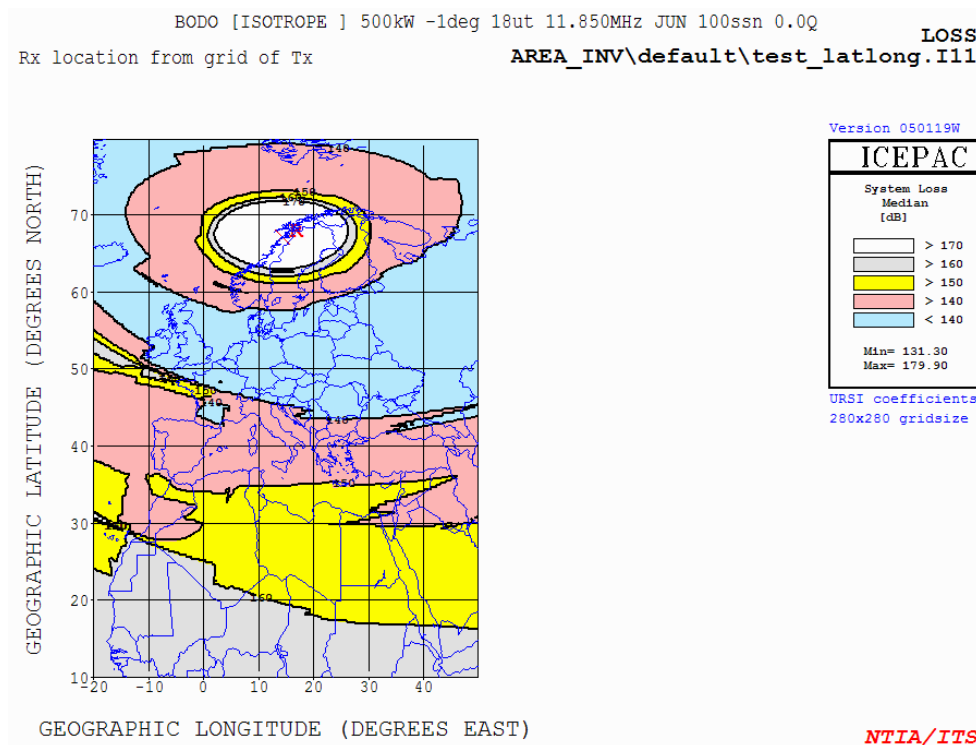 BODO [ISOTROPE ] 500kW -1deg 18ut 11.850MHz JUN 100ssn 0.0Q
LOSS
Rx location from grid of Tx
AREA_INV\default\test_latlong.I11
Version 050119W
ICEPAC
System Loss
Median
[dB]
> 170
> 160
> 150
> 140
< 140
Min= 131.30
Max= 179.90
URSI coefficients
280x280 gridsize
GEOGRAPHIC LATITUDE (DEGREES NORTH)
70
60
50
40
30
20
10
140
150
160
170
150
140
140
150
160
-20
-10
0
10
20
30
40
GEOGRAPHIC LONGITUDE (DEGREES EAST)
NTIA/ITS